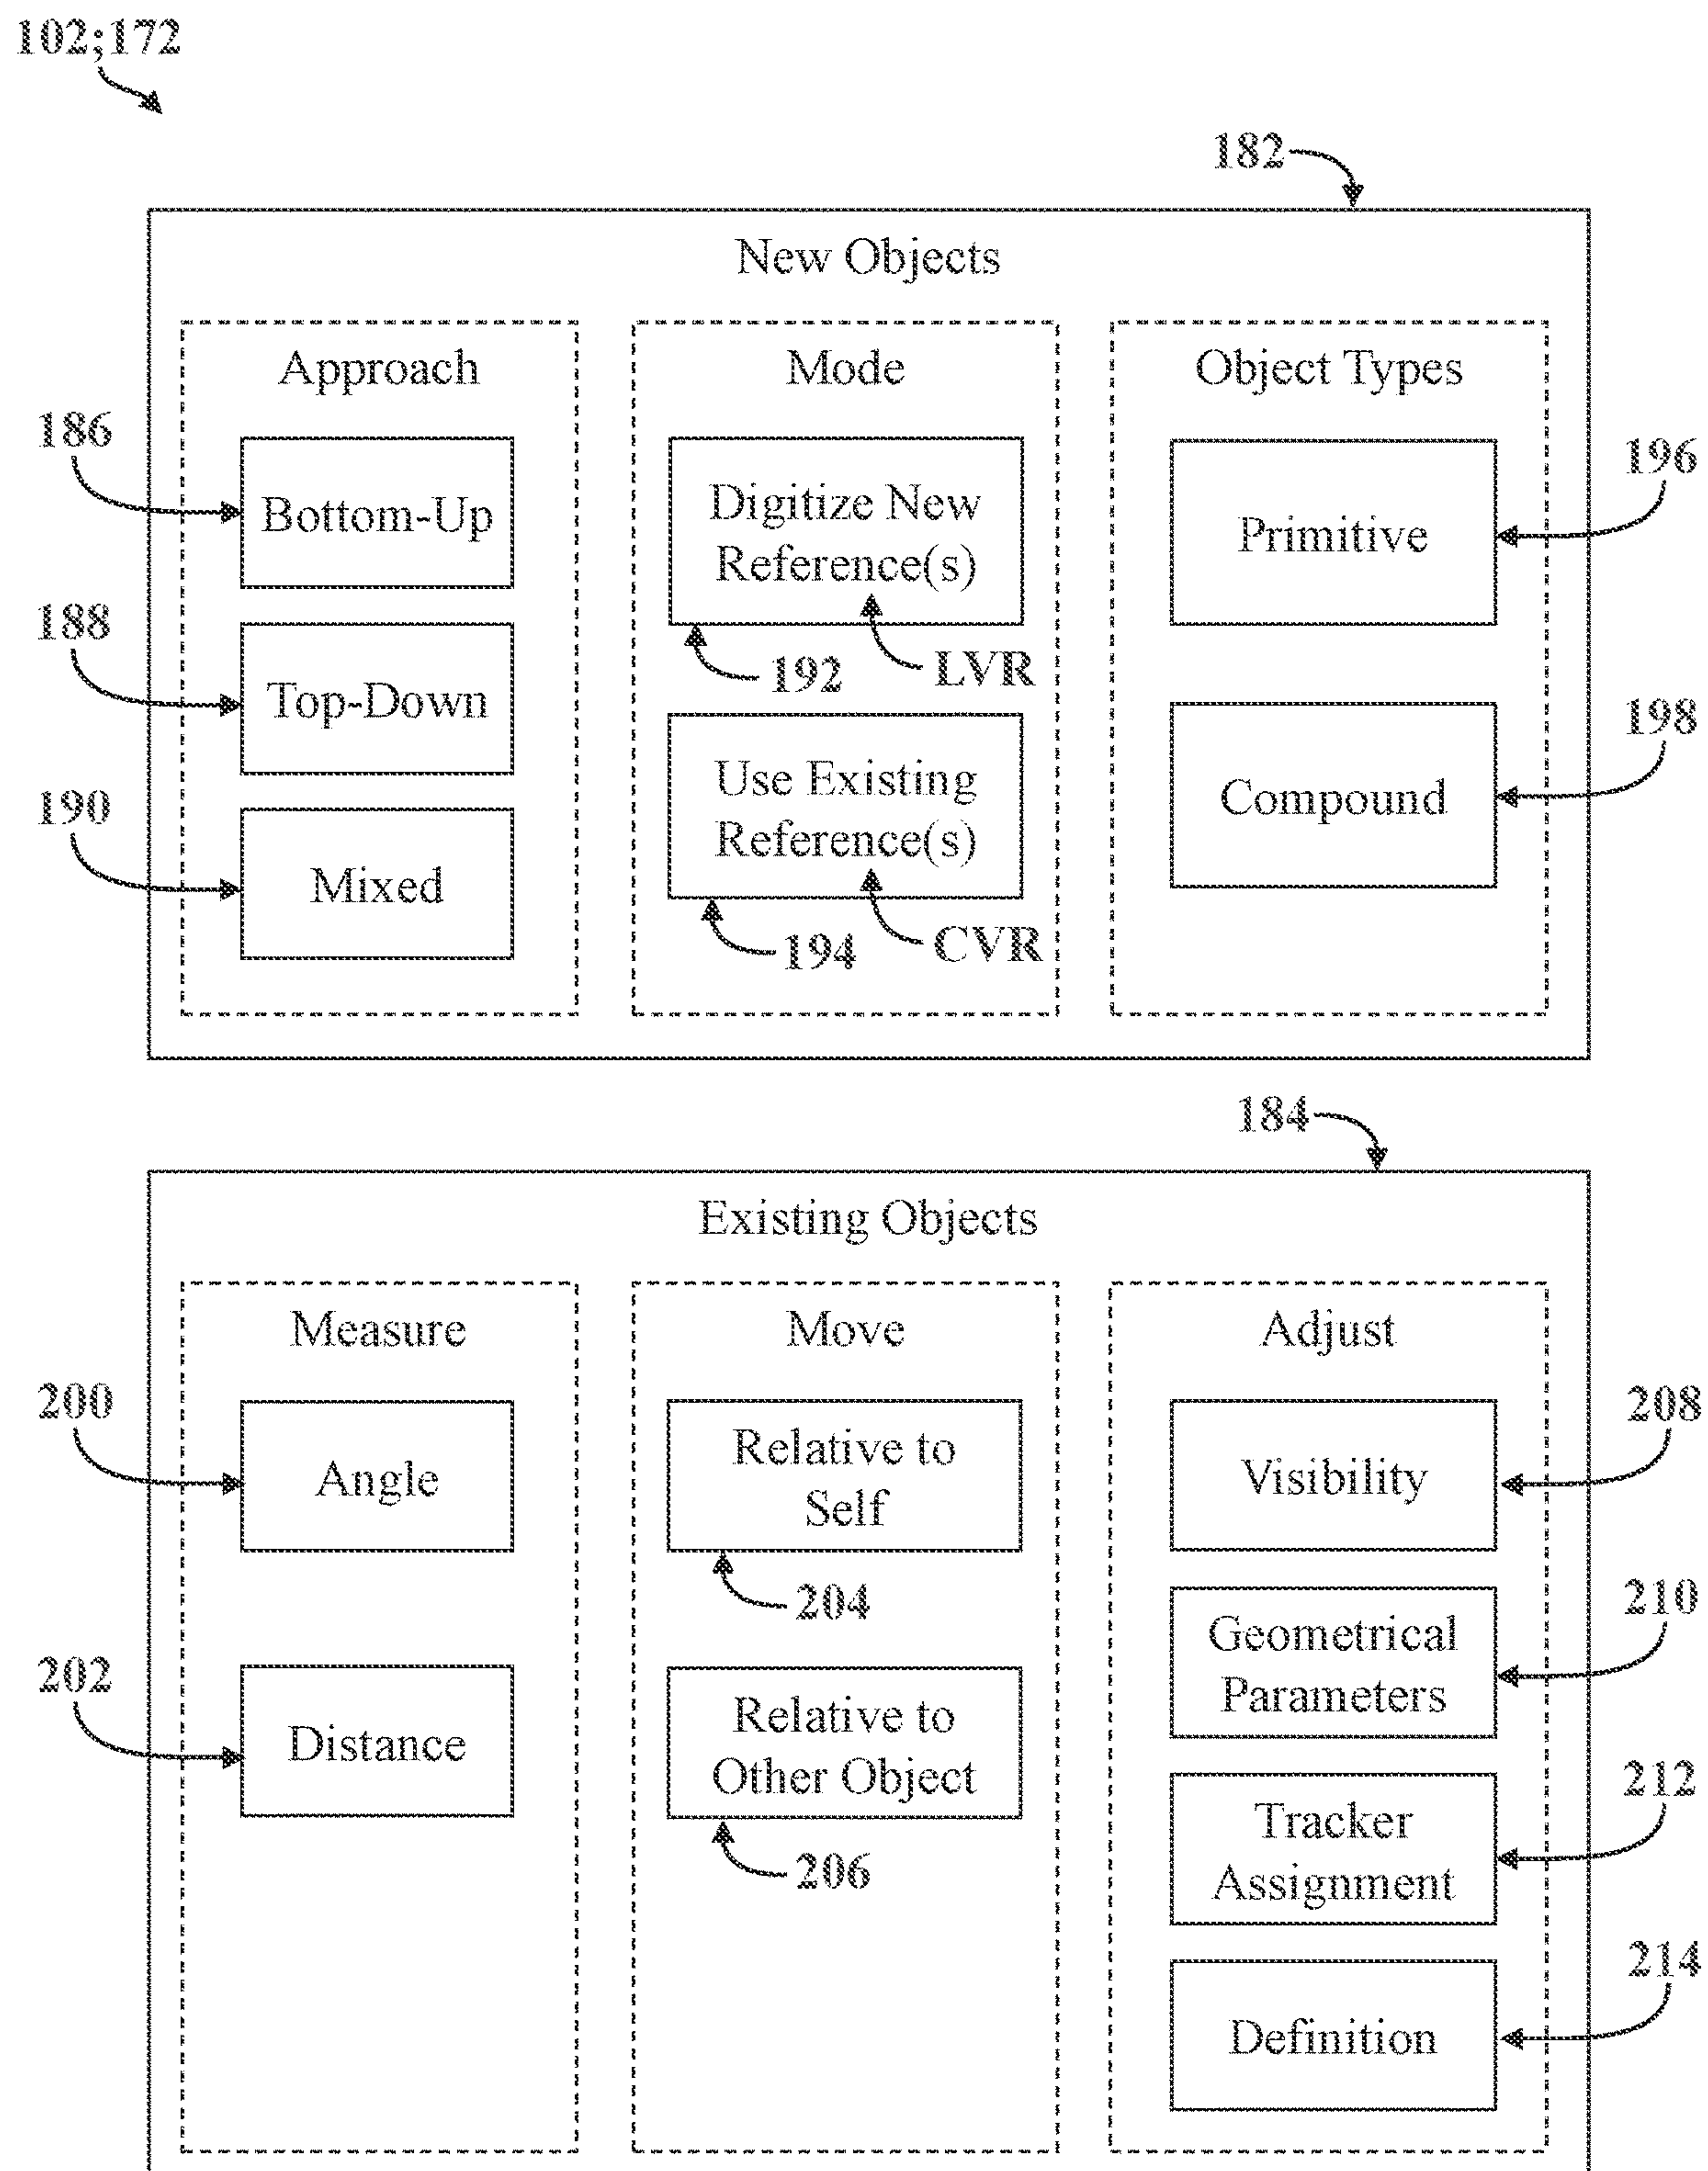 102;172
182
New Objects
Approach
Mode
Object Types
186
Bottom-Up
188
Top-Down
190
Mixed
Digitize New
Reference(s)
192
LVR
Use Existing
Reference(s)
194
CVR
196
Primitive
198
Compound
184
Existing Objects
Measure
Move
Adjust
200
Angle
202
Distance
Relative to
Self
204
Relative to
Other Object
206
208
Visibility
210
Geometrical
Parameters
212
Tracker
Assignment
214
Definition